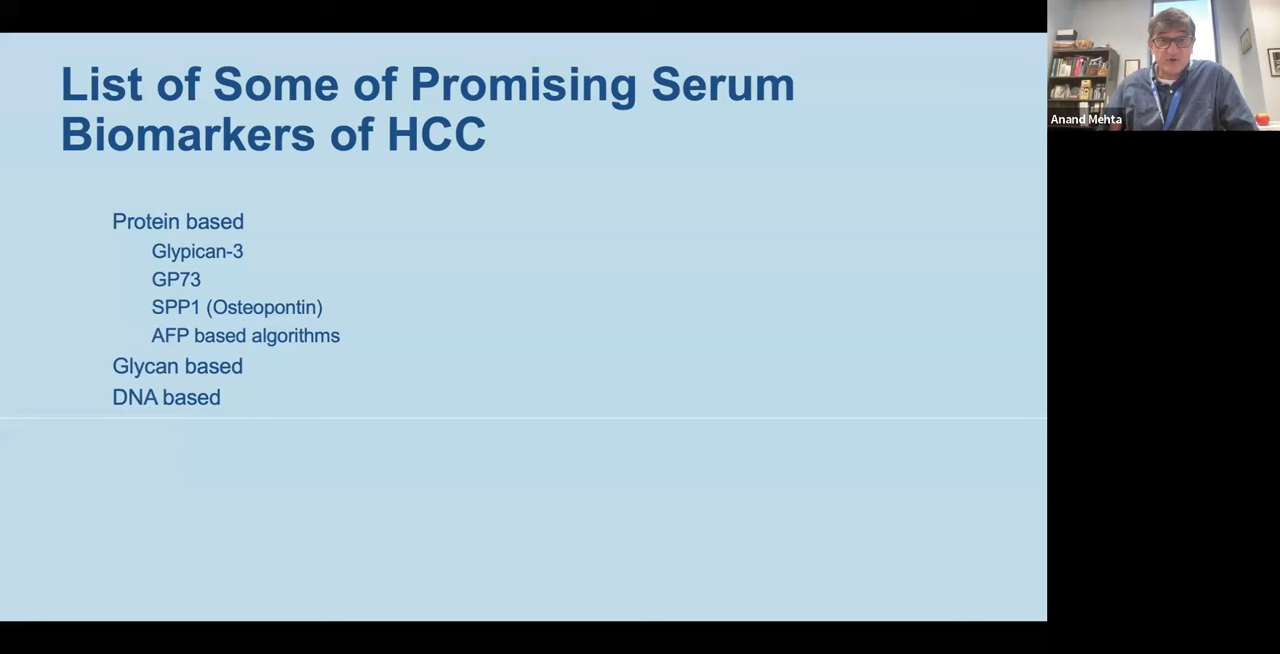 List of Some of Promising Serum
Biomarkers of HCC
Protein based
Glypican-3
GP73
SPP1 (Osteopontin)
AFP based algorithms
Glycan based
DNA based
Anand Mehta